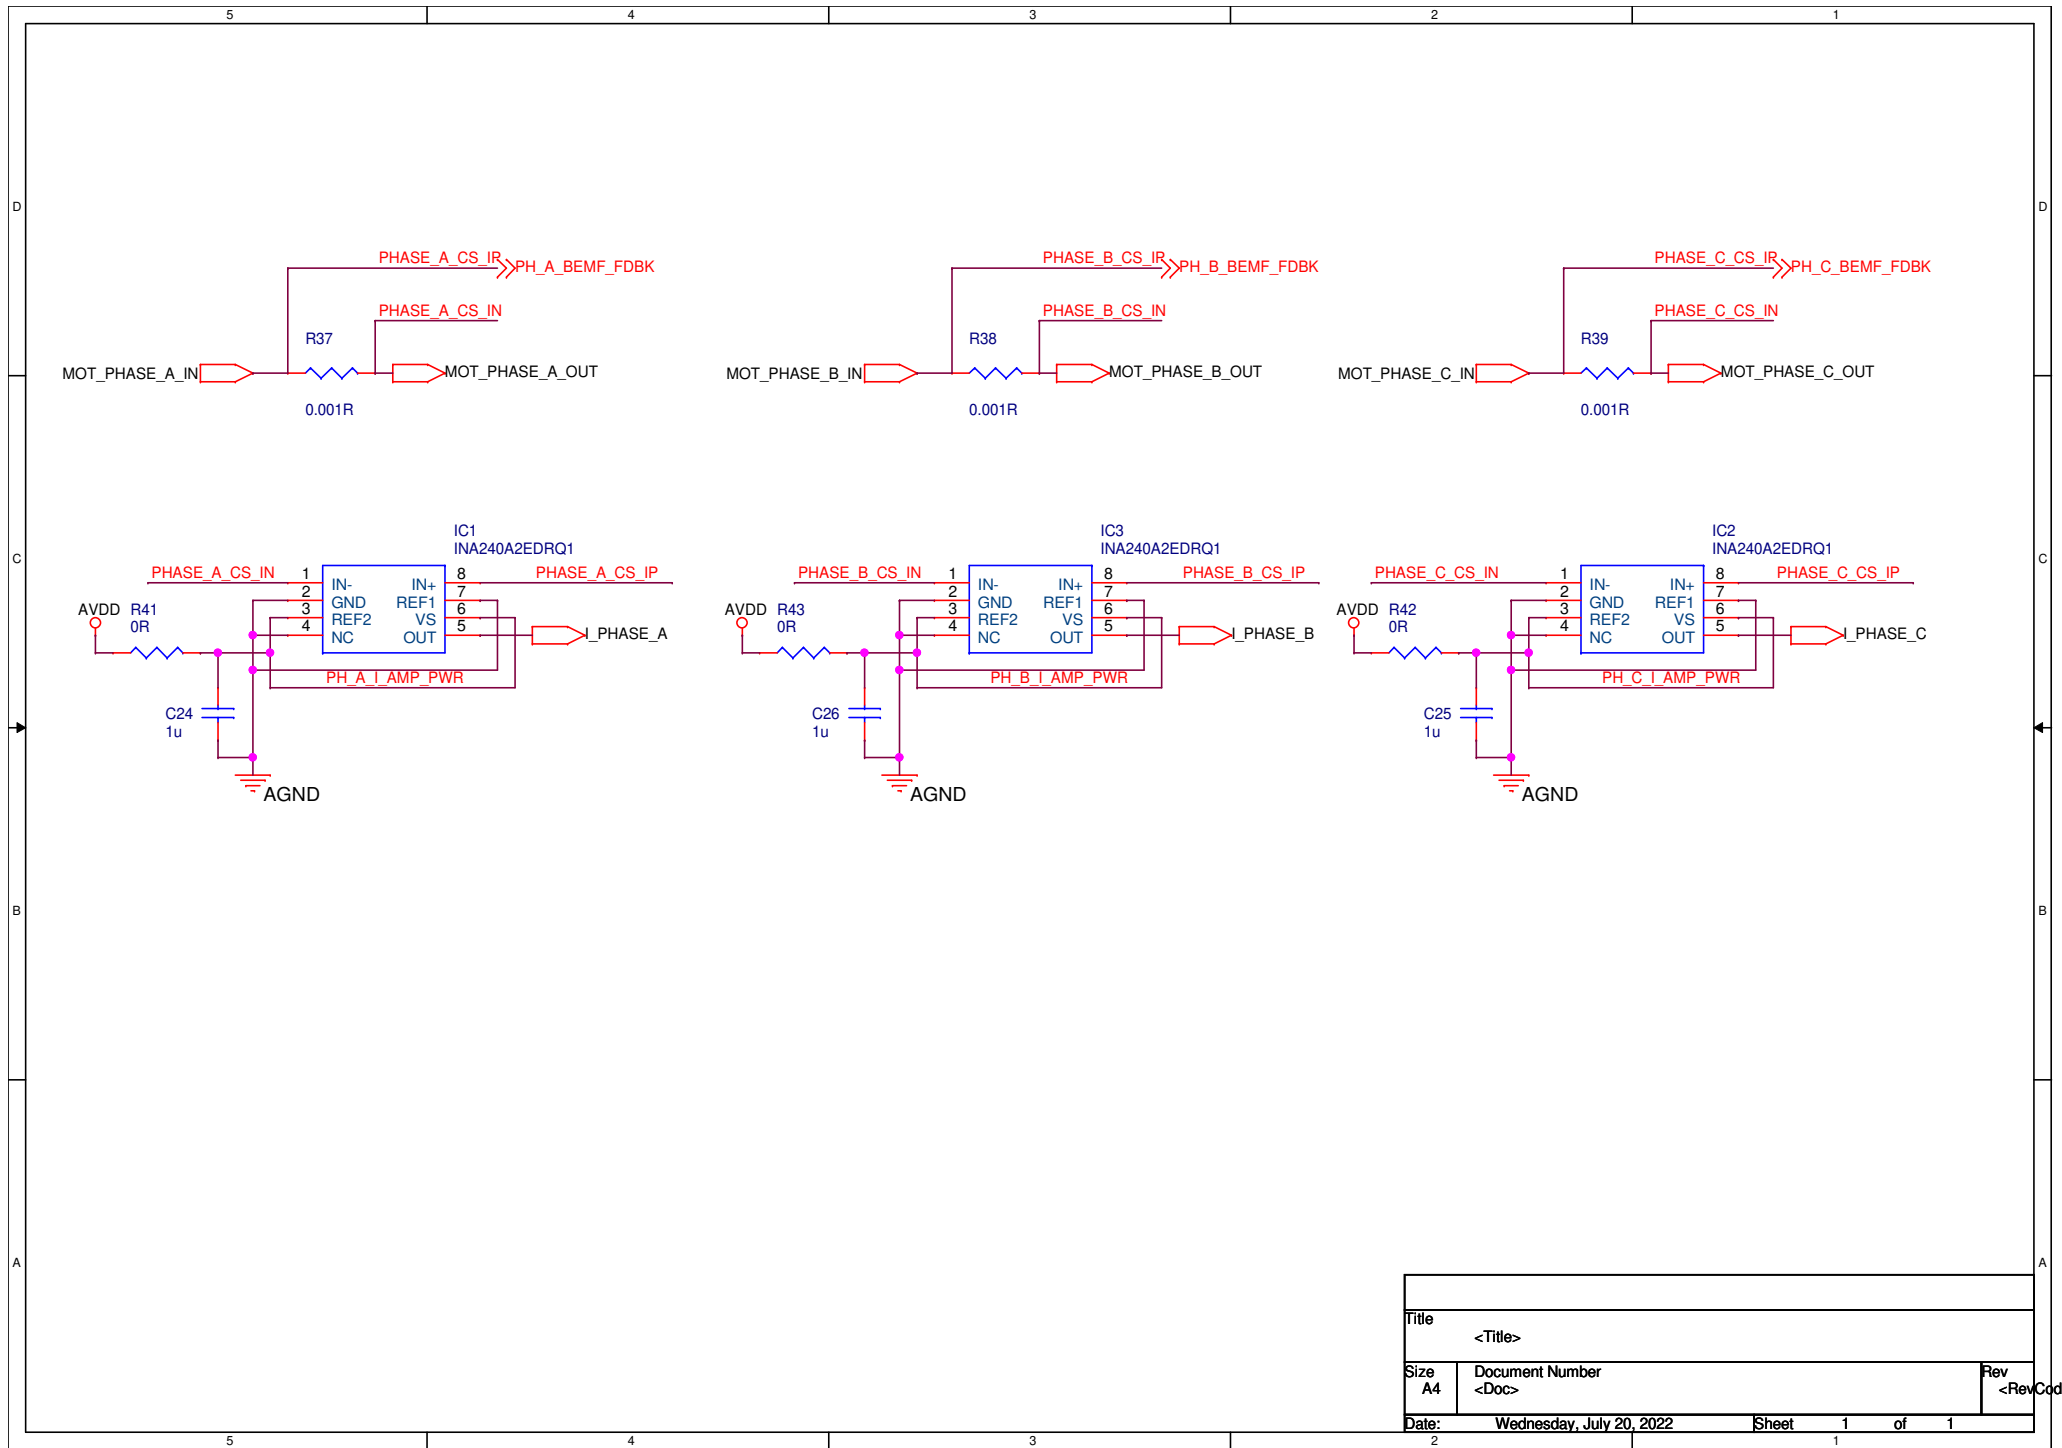 5 4 3 2 1
D D
PHASE_A_CS_IP PH_A_BEMF_FDBK PHASE_B_CS_IP PH_B_BEMF_FDBK PHASE_C_CS_IP PH_C_BEMF_FDBK
PHASE_A_CS_IN PHASE_B_CS_IN PHASE_C_CS_IN
R37 R38 R39
MOT_PHASE_A_IN MOT_PHASE_A_OUT MOT_PHASE_B_IN MOT_PHASE_B_OUT MOT_PHASE_C_IN MOT_PHASE_C_OUT
0.001R 0.001R 0.001R
IC1 IC3 IC2
INA240A2EDRQ1 INA240A2EDRQ1 INA240A2EDRQ1
C C
PHASE_A_CS_IN 1 IN- IN+ 8 PHASE_A_CS_IP PHASE_B_CS_IN 1 IN- IN+ 8 PHASE_B_CS_IP PHASE_C_CS_IN 1 IN- IN+ 8 PHASE_C_CS_IP
2 GND REF1 7 2 GND REF1 7 2 GND REF1 7
AVDD R41 3 REF2 VS 6 AVDD R43 3 REF2 VS 6 AVDD R42 3 REF2 VS 6
0R 4 NC OUT 5 I_PHASE_A 0R 4 NC OUT 5 I_PHASE_B 0R 4 NC OUT 5 I_PHASE_C
PH_A_I_AMP_PWR PH_B_I_AMP_PWR PH_C_I_AMP_PWR
C24 C26 C25
1u 1u 1u
AGND AGND AGND
B B
A A
Title
<Title>
Size Document Number Rev
A4 <Doc> <RevCod
Date: Wednesday, July 20, 2022 Sheet 1 of 1
5 4 3 2 1